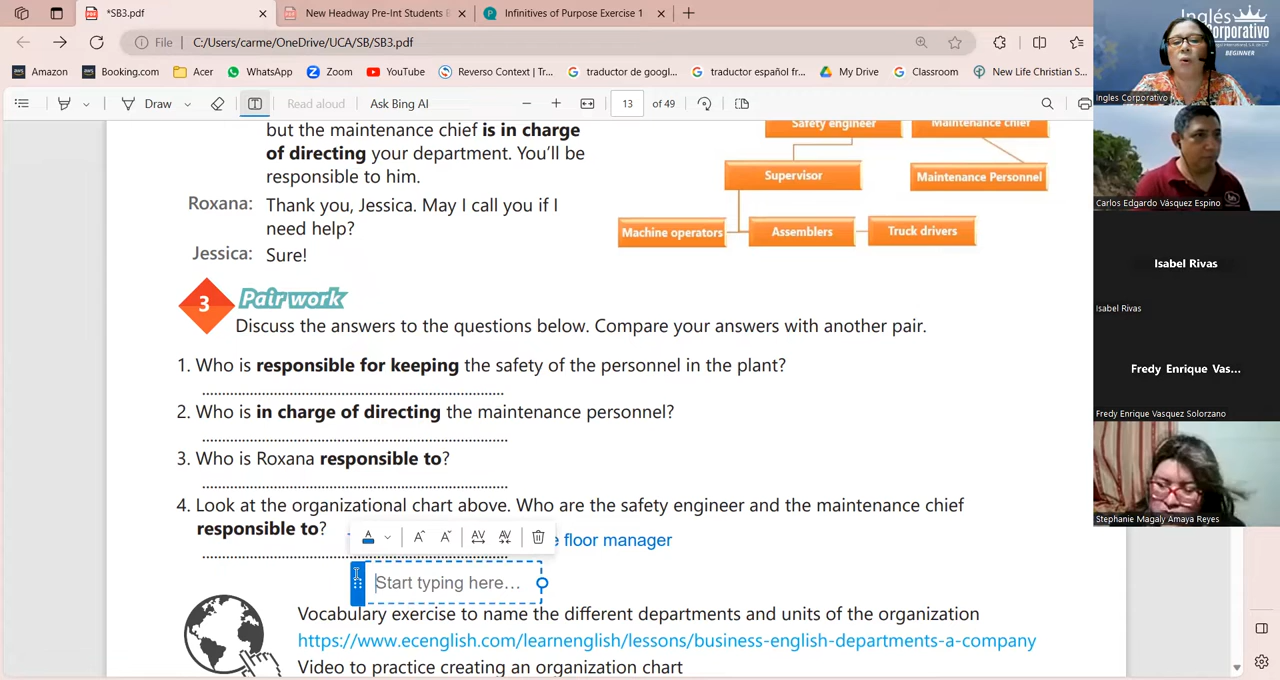 *SB3.pdf
New Headway Pre-Int Students E
Infinitives of Purpose Exercise 1
File
C:/Users/carme/OneDrive/UCA/SB/SB3.pdf
Amazon
Booking.com
Acer
WhatsApp
Zoom
YouTube
Reverso Context | Tr...
traductor de googl...
traductor español fr...
My Drive
Classroom
New Life Christian S...
Draw
Read aloud
Ask Bing AI
13 of 49
but the maintenance chief is in charge
of directing your department. You'll be
responsible to him.
Roxana: Thank you, Jessica. May I call you if I
need help?
Jessica: Sure!
Safety engineer
Maintenance chief
Supervisor
Maintenance Personnel
Machine operators
Assemblers
Truck drivers
3 Pair work
Discuss the answers to the questions below. Compare your answers with another pair.
1. Who is responsible for keeping the safety of the personnel in the plant?
2. Who is in charge of directing the maintenance personnel?
3. Who is Roxana responsible to?
4. Look at the organizational chart above. Who are the safety engineer and the maintenance chief
responsible to?
e floor manager
Start typing here...
Vocabulary exercise to name the different departments and units of the organization
https://www.ecenglish.com/learnenglish/lessons/business-english-departments-a-company
Video to practice creating an organization chart
Inglés
Corporativo
BEGINNER
Ingles Corporativo
Carlos Edgardo Vásquez Espino
Isabel Rivas
Isabel Rivas
Fredy Enrique Vas...
Fredy Enrique Vasquez Solorzano
Stephanie Magaly Amaya Reyes